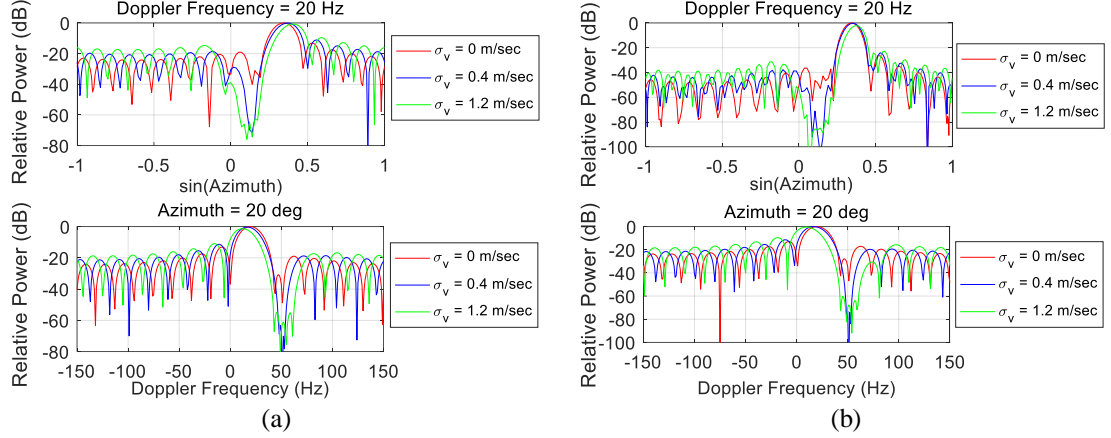 Doppler Frequency = 20 Hz
Relative Power (dB)
0
-20
-40
-60
-80
-1
-0.5
0
0.5
1
sin(Azimuth)
σv = 0 m/sec
σv = 0.4 m/sec
σv = 1.2 m/sec
Azimuth = 20 deg
Relative Power (dB)
0
-20
-40
-60
-80
-150
-100
-50
0
50
100
150
Doppler Frequency (Hz)
σv = 0 m/sec
σv = 0.4 m/sec
σv = 1.2 m/sec
(a)
Doppler Frequency = 20 Hz
Relative Power (dB)
0
-20
-40
-60
-80
-100
-1
-0.5
0
0.5
1
sin(Azimuth)
σv = 0 m/sec
σv = 0.4 m/sec
σv = 1.2 m/sec
Azimuth = 20 deg
Relative Power (dB)
0
-20
-40
-60
-80
-100
-150
-100
-50
0
50
100
150
Doppler Frequency (Hz)
σv = 0 m/sec
σv = 0.4 m/sec
σv = 1.2 m/sec
(b)